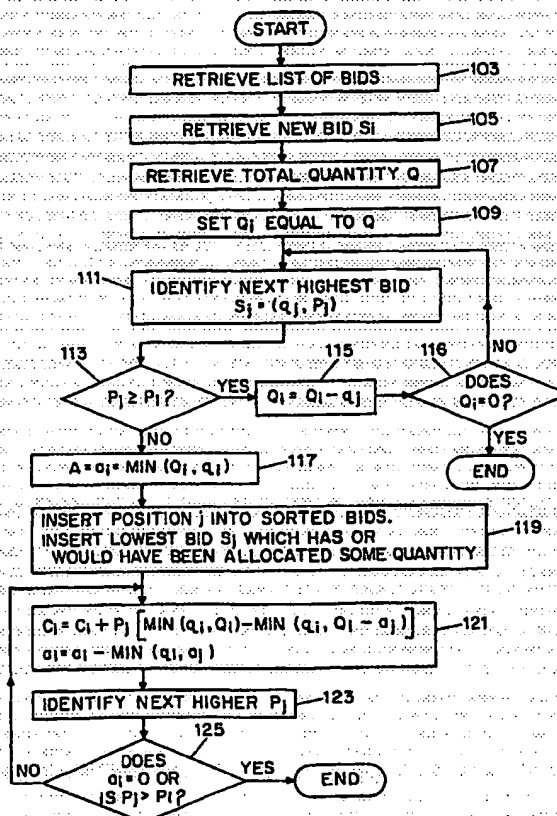 START
RETRIEVE LIST OF BIDS
103
RETRIEVE NEW BID Si
105
RETRIEVE TOTAL QUANTITY Q
107
SET Qi EQUAL TO Q
109
111
IDENTIFY NEXT HIGHEST BID
Sj = (qj, Pj)
113
Pj ≥ Pi?
YES
115
Qi = Qi - qj
116
DOES
Qi=0?
NO
YES
END
NO
A = ai = MIN (Qi, qi)
117
INSERT POSITION j INTO SORTED BIDS.
INSERT LOWEST BID Sj WHICH HAS OR
WOULD HAVE BEEN ALLOCATED SOME QUANTITY
119
Ci = Ci + Pj [MIN (qi, Qi) - MIN (qi, Qi - aj)]
ai = ai - MIN (qi, aj)
121
IDENTIFY NEXT HIGHER Pj
123
125
DOES
ai = 0 OR
jS Pj > Pi?
NO
YES
END